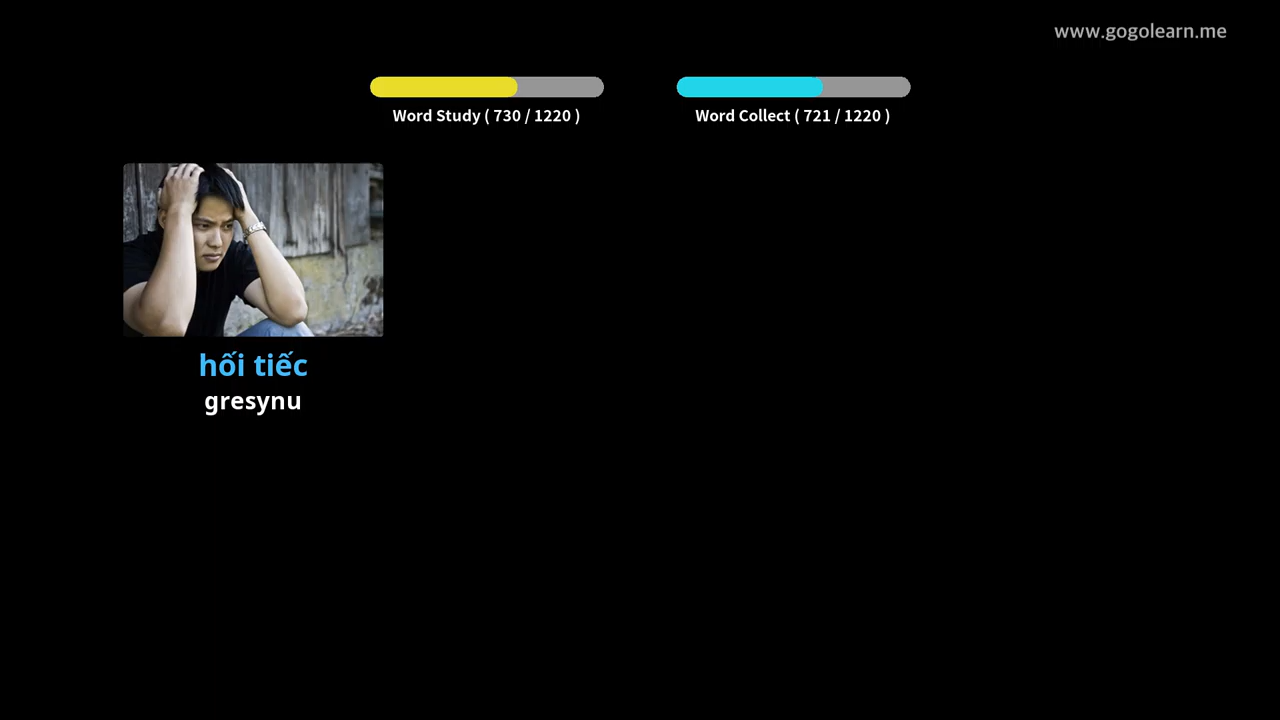 www.gogolearn.me
Word Study ( 730 / 1220 )
Word Collect ( 721 / 1220 )
hối tiếc
gresynu